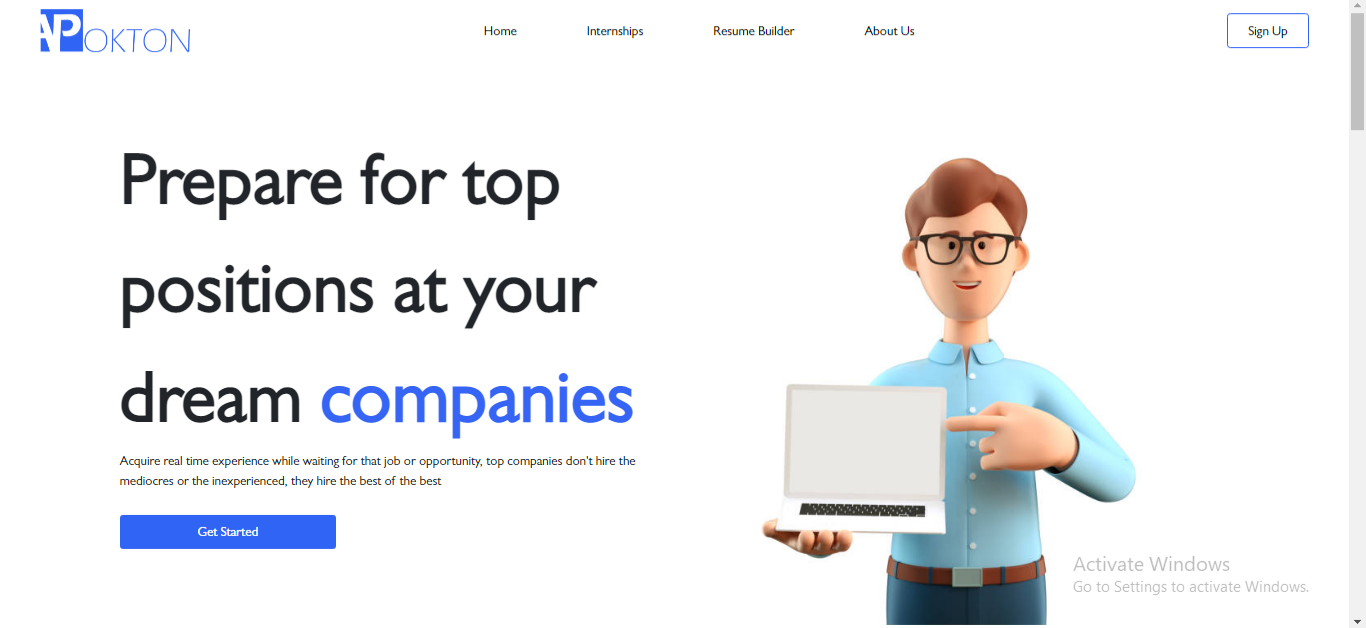 APOKTON
Home
Internships
Resume Builder
About Us
Sign Up
Prepare for top
positions at your
dream companies
Acquire real time experience while waiting for that job or opportunity, top companies don't hire the
mediocres or the inexperienced, they hire the best of the best
Get Started
Activate Windows
Go to Settings to activate Windows.